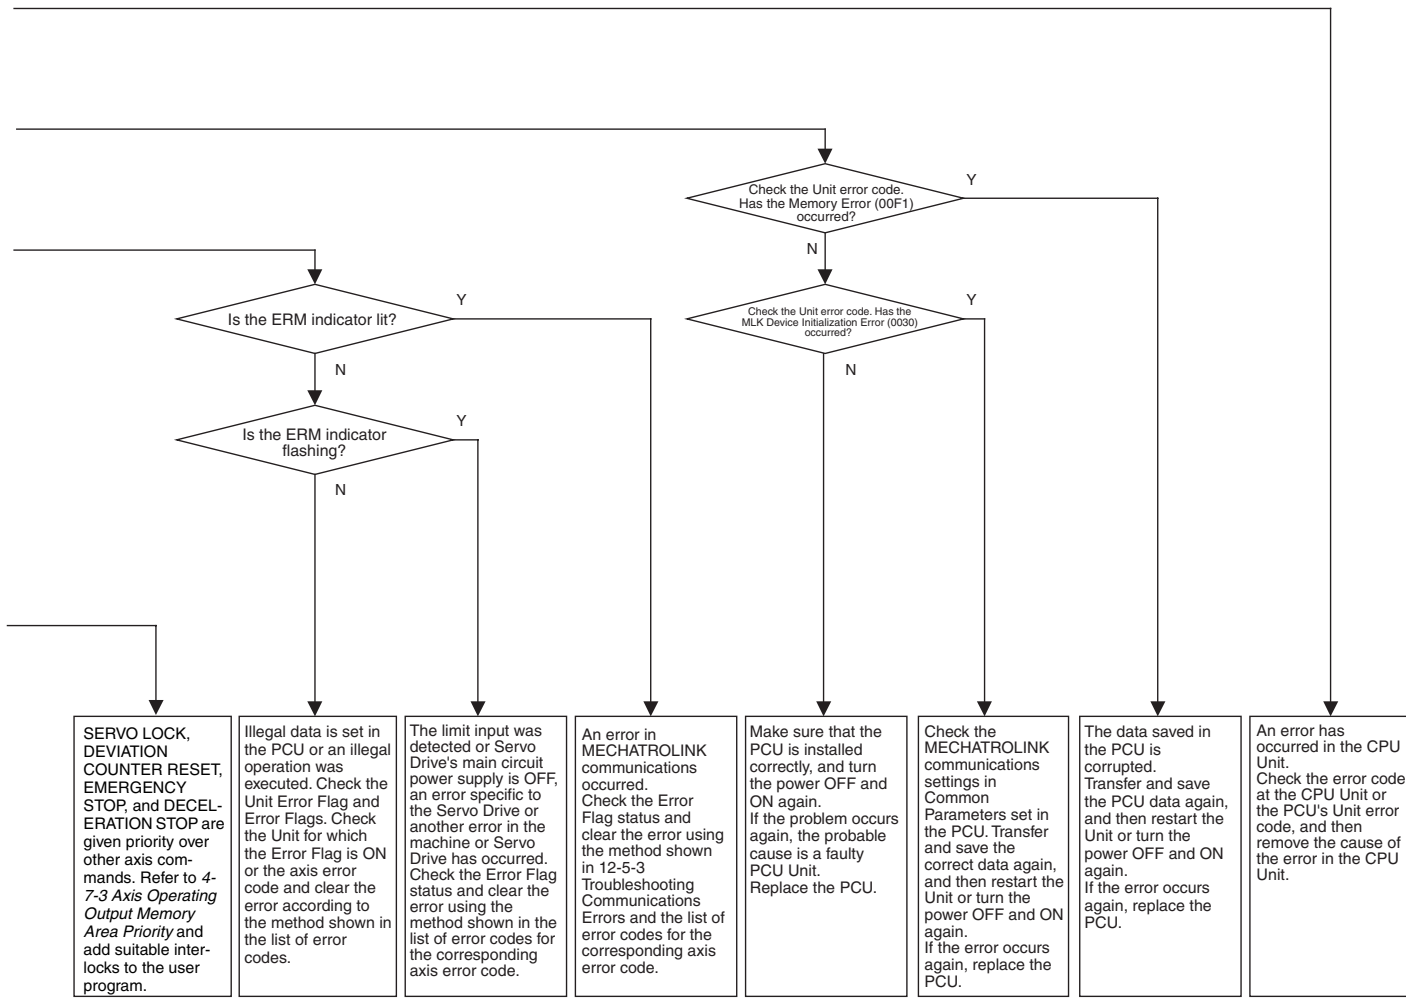 Check the Unit error code.
Has the Memory Error (00F1)
occurred?
Y
N
Is the ERM indicator lit?
Y
N
Check the Unit error code. Has the
MLK Device Initialization Error (0030)
occurred?
Y
N
Is the ERM indicator
flashing?
Y
N
SERVO LOCK,
DEVIATION
COUNTER RESET,
EMERGENCY
STOP, and DECEL-
ERATION STOP are
given priority over
other axis com-
mands. Refer to 4-
7-3 Axis Operating
Output Memory
Area Priority and
add suitable inter-
locks to the user
program.
Illegal data is set in
the PCU or an illegal
operation was
executed. Check the
Unit Error Flag and
Error Flags. Check
the Unit for which
the Error Flag is ON
or the axis error
code and clear the
error according to
the method shown in
the list of error
codes.
The limit input was
detected or Servo
Drive's main circuit
power supply is OFF,
an error specific to
the Servo Drive or
another error in the
machine or Servo
Drive has occurred.
Check the Error Flag
status and clear the
error using the
method shown in the
list of error codes for
the corresponding
axis error code.
An error in
MECHATROLINK
communications
occurred.
Check the Error
Flag status and
clear the error using
the method shown
in 12-5-3
Troubleshooting
Communications
Errors and the list of
error codes for the
corresponding axis
error code.
Make sure that the
PCU is installed
correctly, and turn
the power OFF and
ON again.
If the problem occurs
again, the probable
cause is a faulty
PCU Unit.
Replace the PCU.
Check the
MECHATROLINK
communications
settings in
Common
Parameters set in
the PCU. Transfer
and save the
correct data again,
and then restart the
Unit or turn the
power OFF and ON
again.
If the error occurs
again, replace the
PCU.
The data saved in
the PCU is
corrupted.
Transfer and save
the PCU data again,
and then restart the
Unit or turn the
power OFF and ON
again.
If the error occurs
again, replace the
PCU.
An error has
occurred in the CPU
Unit.
Check the error code
at the CPU Unit or
the PCU's Unit error
code, and then
remove the cause of
the error in the CPU
Unit.